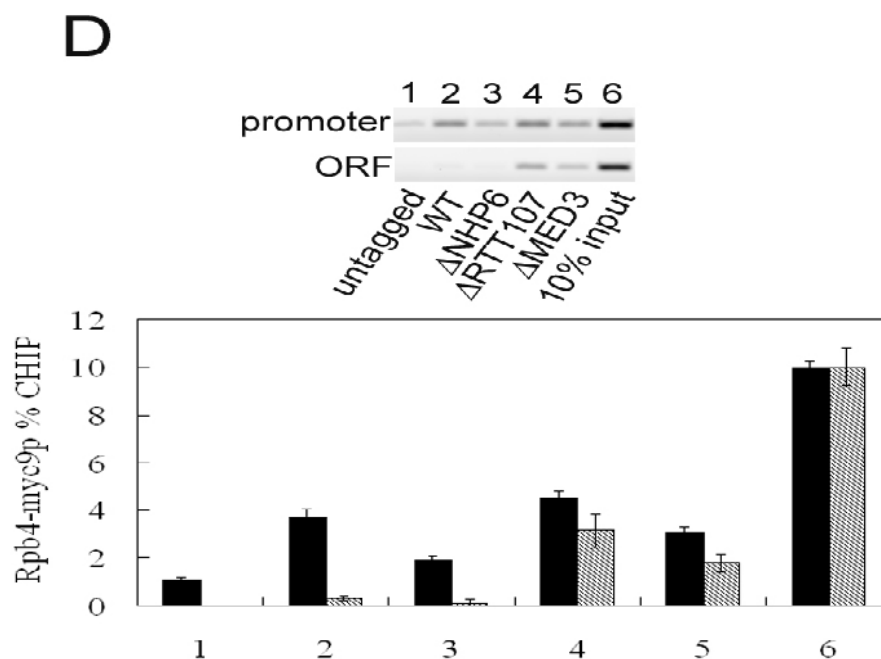 D
1 2 3 4 5 6
promoter
ORF
untagged
WT
ΔNHP6
ΔRTT107
ΔMED3
10% input
Rpb4-myc9p % CHIP
12
10
8
6
4
2
0
1 2 3 4 5 6